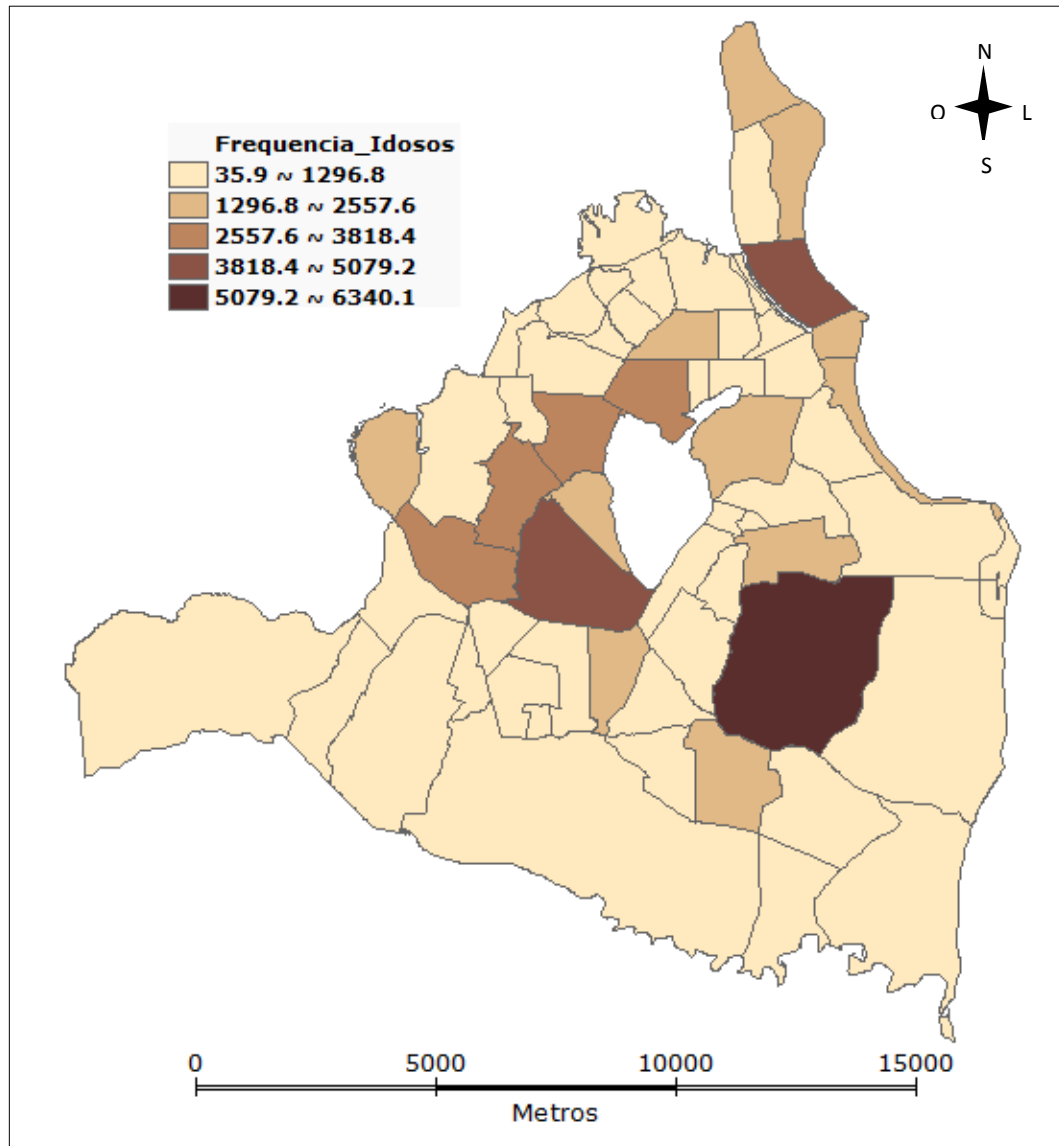 N
O L
S
Frequencia_Idosos
35.9 ~ 1296.8
1296.8 ~ 2557.6
2557.6 ~ 3818.4
3818.4 ~ 5079.2
5079.2 ~ 6340.1
0 5000 10000 15000
Metros